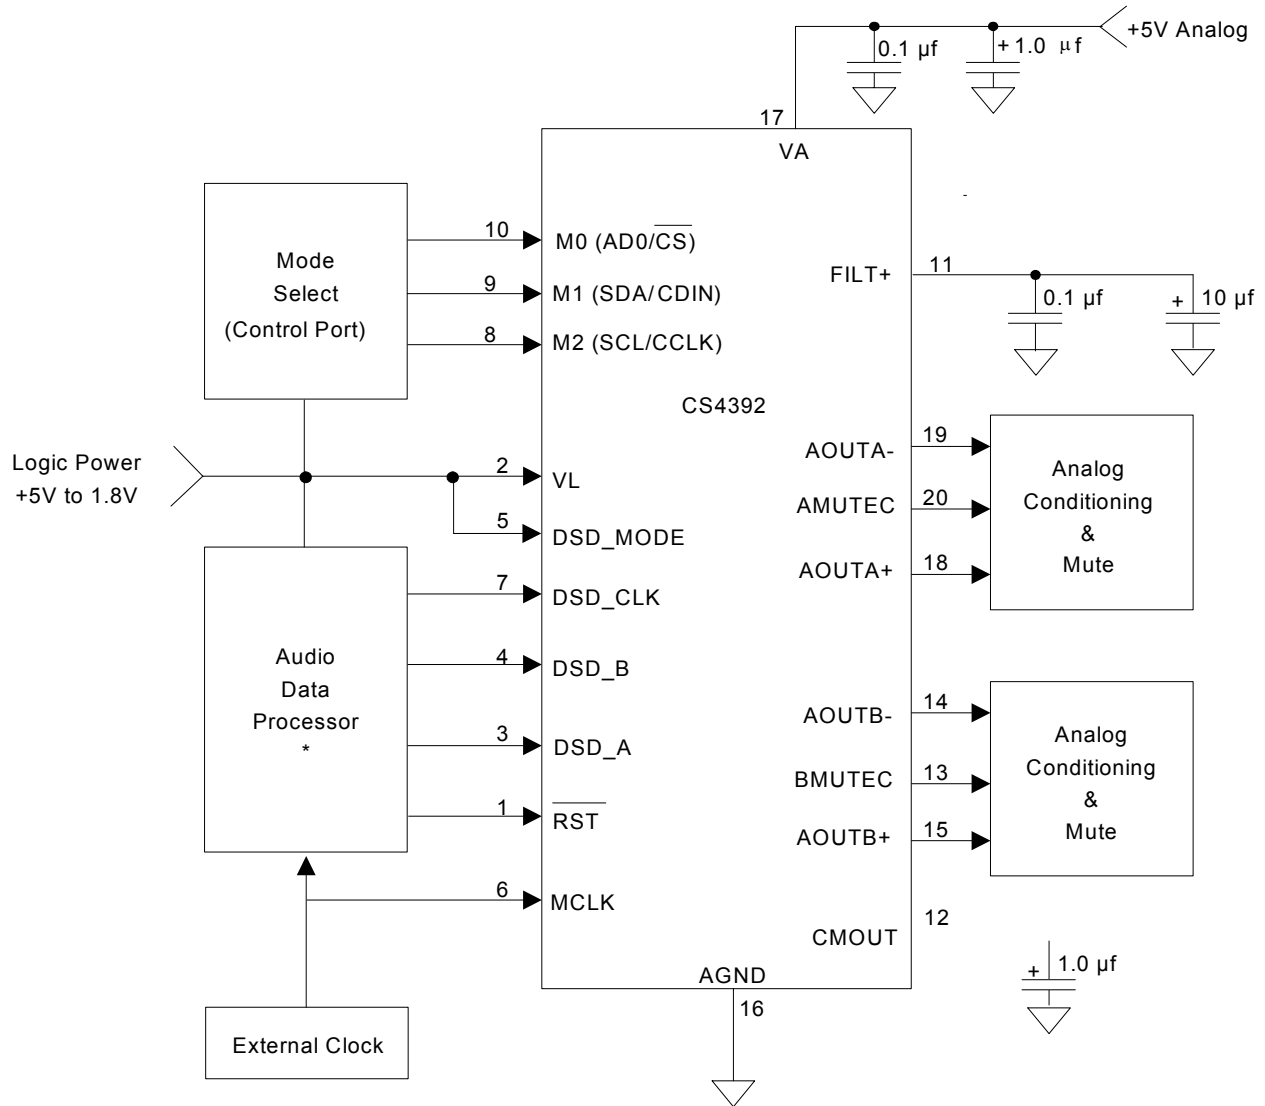 +5V Analog
0.1 µf
+ 1.0 µf
17
VA
Mode
Select
(Control Port)
10
M0 (AD0/CS)
9
M1 (SDA/CDIN)
8
M2 (SCL/CCLK)
FILT+
11
0.1 µf
+ 10 µf
CS4392
Logic Power
+5V to 1.8V
2
VL
5
DSD_MODE
7
DSD_CLK
4
DSD_B
3
DSD_A
1
RST
6
MCLK
Audio
Data
Processor
*
External Clock
AOUTA-
19
AMUTEC
20
AOUTA+
18
Analog
Conditioning
&
Mute
AOUTB-
14
BMUTEC
13
AOUTB+
15
Analog
Conditioning
&
Mute
CMOUT
12
+ 1.0 µf
AGND
16